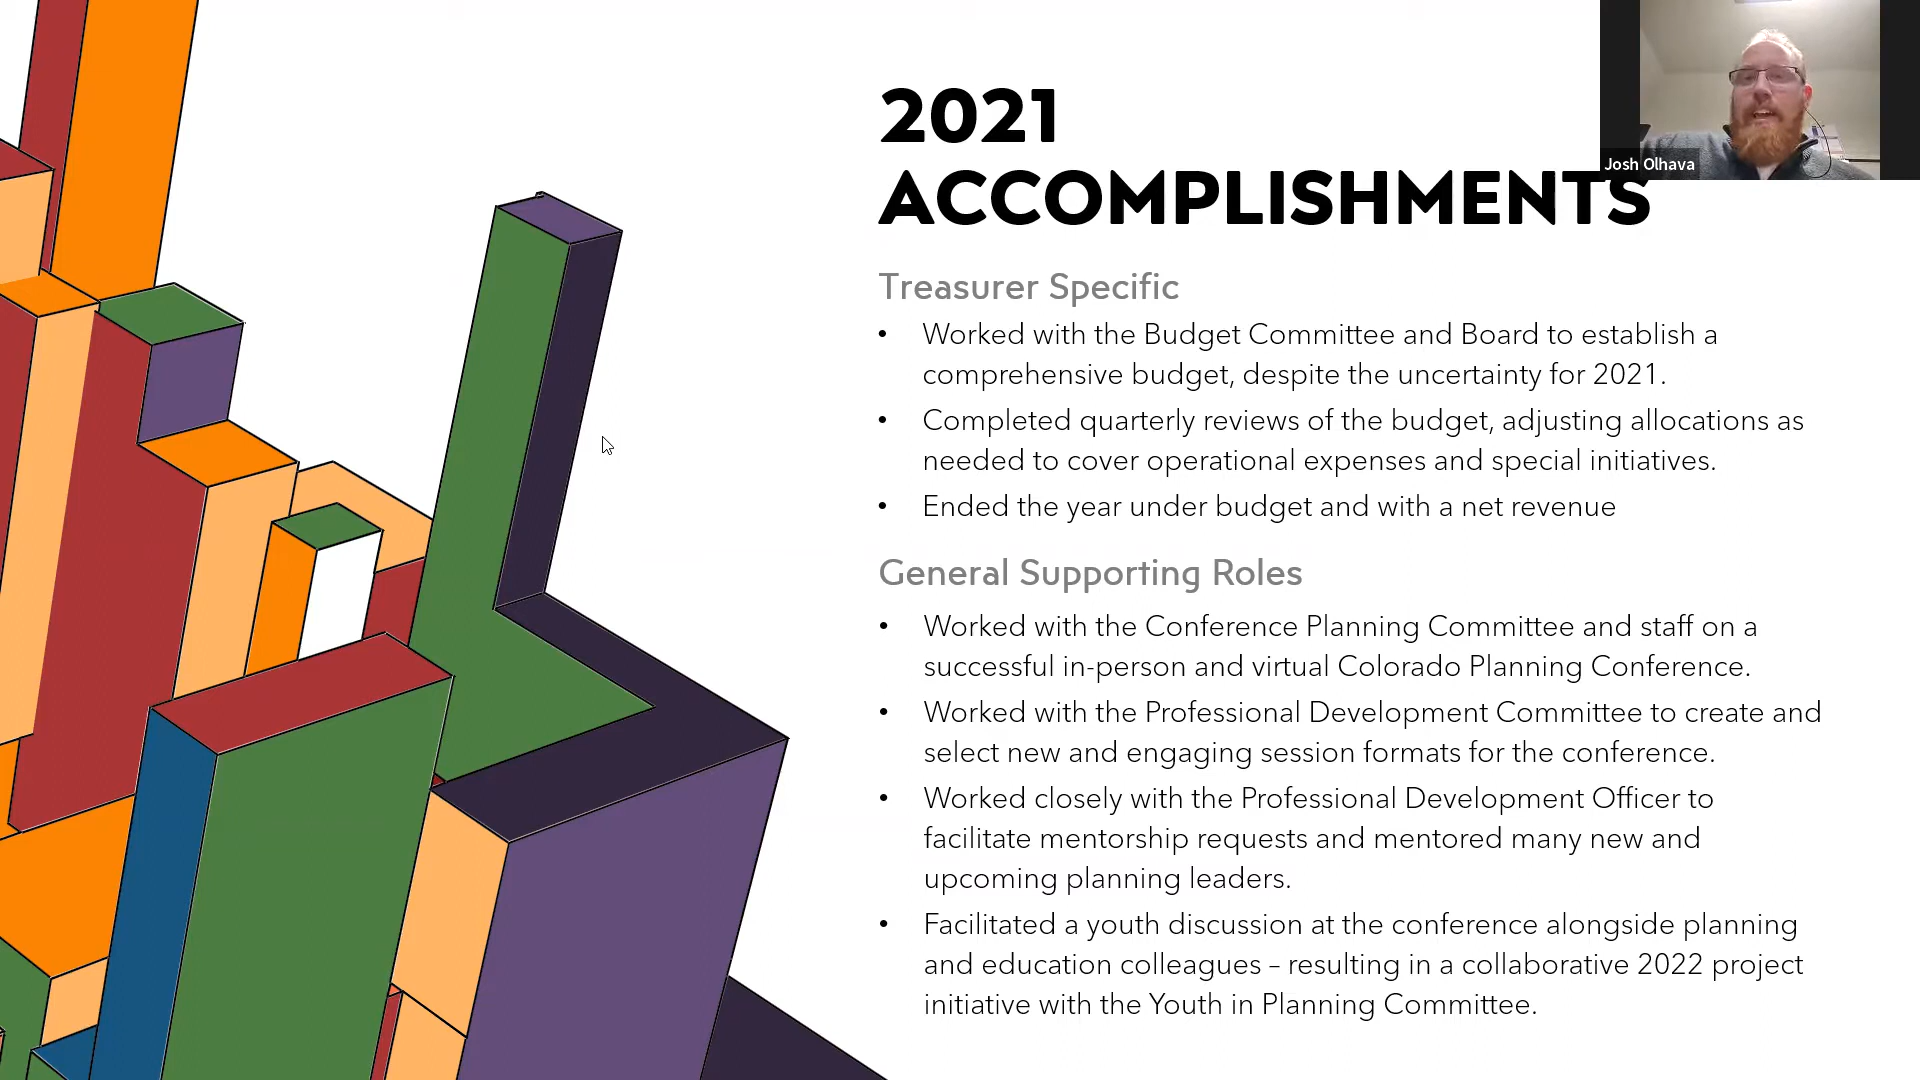 2021
ACCOMPLISHMENTS
Josh Olhava
Treasurer Specific
• Worked with the Budget Committee and Board to establish a
comprehensive budget, despite the uncertainty for 2021.
• Completed quarterly reviews of the budget, adjusting allocations as
needed to cover operational expenses and special initiatives.
• Ended the year under budget and with a net revenue
General Supporting Roles
• Worked with the Conference Planning Committee and staff on a
successful in-person and virtual Colorado Planning Conference.
• Worked with the Professional Development Committee to create and
select new and engaging session formats for the conference.
• Worked closely with the Professional Development Officer to
facilitate mentorship requests and mentored many new and
upcoming planning leaders.
• Facilitated a youth discussion at the conference alongside planning
and education colleagues – resulting in a collaborative 2022 project
initiative with the Youth in Planning Committee.